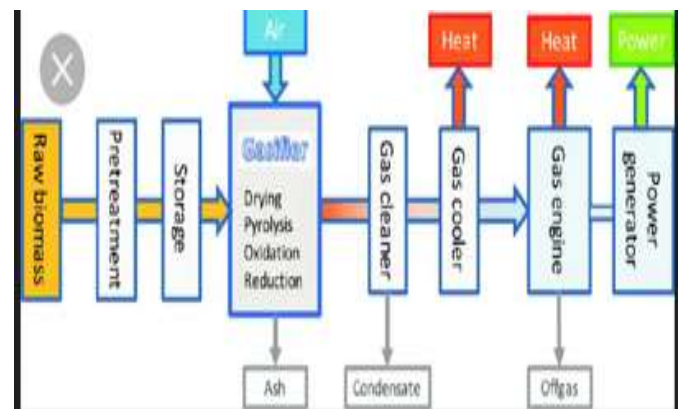 Air
Heat
Heat
Power
Raw biomass
Pretreatment
Storage
Gasifier
Drying
Pyrolysis
Oxidation
Reduction
Gas cleaner
Gas cooler
Gas engine
Power
generator
Ash
Condensate
Offgas